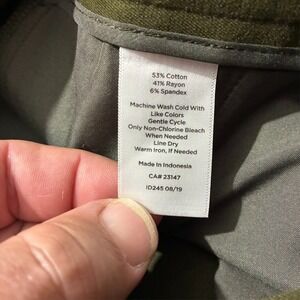 53% Cotton
41% Rayon
6% Spandex
Machine Wash Cold With
Like Colors
Gentle Cycle
Only Non-Chlorine Bleach
When Needed
Line Dry
Warm Iron, If Needed
Made In Indonesia
CA# 23147
ID245 08/19